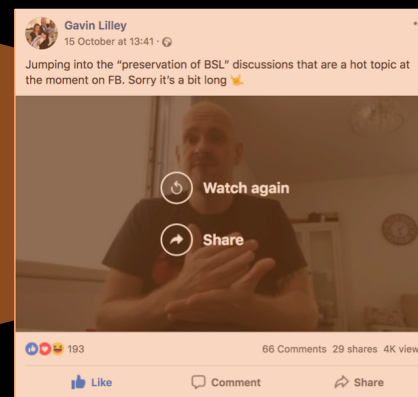 Gavin Lilley
15 October at 13:41 ·
Jumping into the “preservation of BSL” discussions that are a hot topic at
the moment on FB. Sorry it’s a bit long 🤟
Watch again
Share
193
66 Comments 29 shares 4K view
Like Comment Share